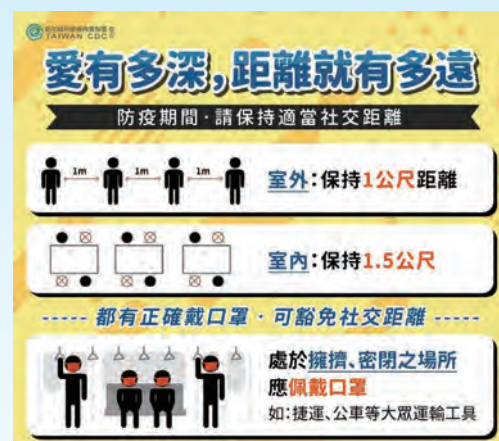 TAIWAN CDC
愛有多深,距離就有多遠
防疫期間·請保持適當社交距離
1m 1m 1m
室外:保持1公尺距離
室內:保持1.5公尺
都有正確戴口罩·可豁免社交距離
處於擁擠、密閉之場所
應佩戴口罩
如:捷運、公車等大眾運輸工具